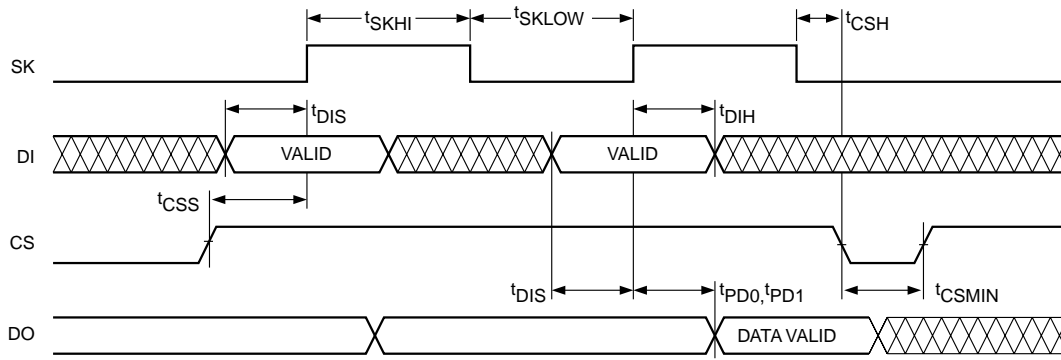 tSKHI tSKLOW tCSH
SK
tDIS tDIH
DI VALID VALID
tCSS
CS
tDIS tPD0,tPD1 tCSMIN
DO DATA VALID